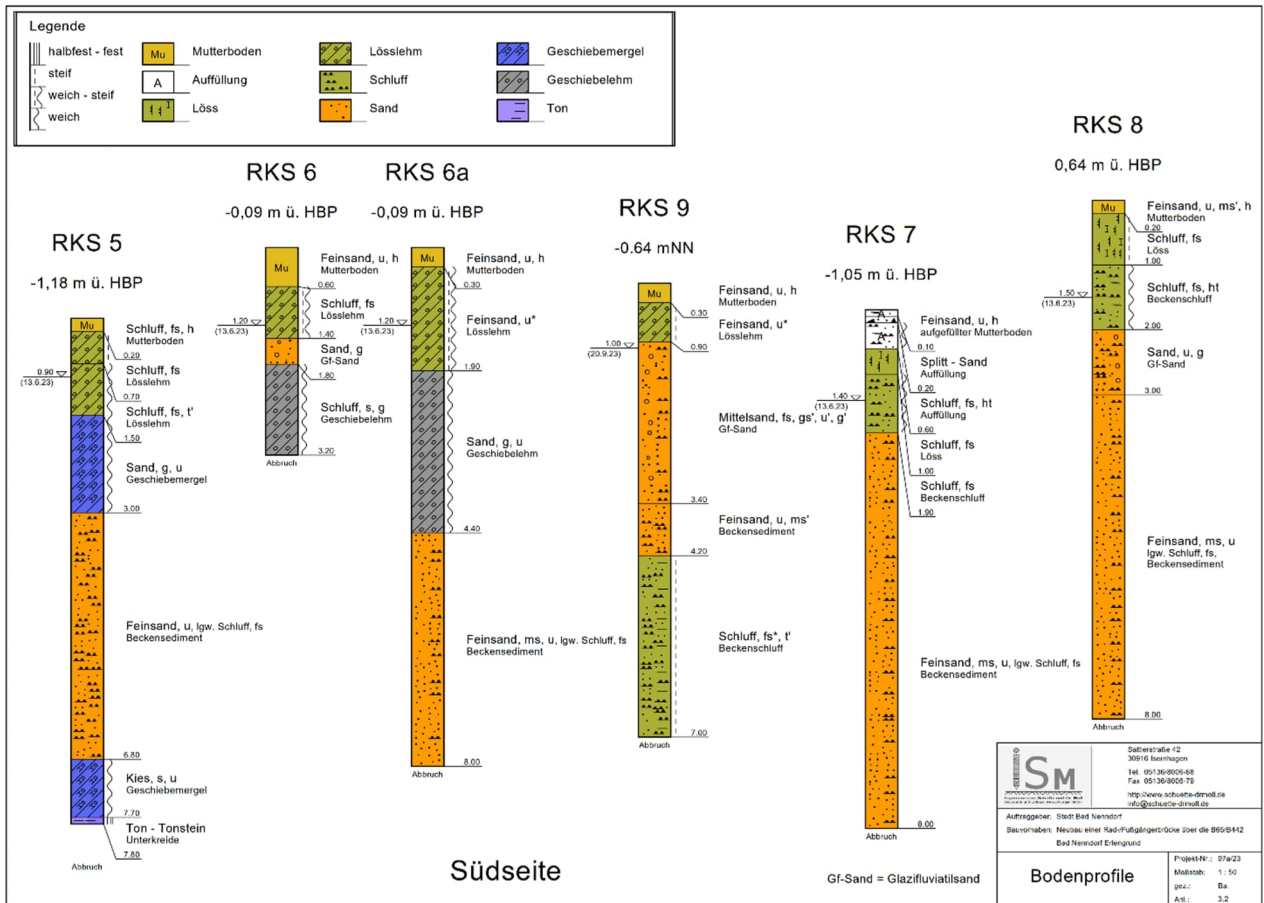 Legende
halbfest - fest
steif
weich - steif
weich
Mu Mutterboden
A Auffüllung
Löss
Lösslehm
Schluff
Sand
Geschiebemergel
Geschiebelehm
Ton
RKS 5
-1,18 m ü. HBP
Mu
Schluff, fs, h
Mutterboden
0.20
0.90
(13.6.23)
Schluff, fs
Lösslehm
0.70
Schluff, fs, t'
Lösslehm
1.50
Sand, g, u
Geschiebemergel
3.00
Feinsand, u, lgw. Schluff, fs
Beckensediment
6.80
Kies, s, u
Geschiebemergel
7.70
Ton - Tonstein
Unterkreide
7.80
Abbruch
RKS 6
-0,09 m ü. HBP
Mu
Feinsand, u, h
Mutterboden
0.60
1.20
(13.6.23)
Schluff, fs
Lösslehm
1.40
Sand, g
Gf-Sand
1.80
Schluff, s, g
Geschiebelehm
3.20
Abbruch
RKS 6a
-0,09 m ü. HBP
Mu
Feinsand, u, h
Mutterboden
0.30
1.20
(13.6.23)
Feinsand, u*
Lösslehm
1.90
Sand, g, u
Geschiebelehm
4.40
Feinsand, ms, u, lgw. Schluff, fs
Beckensediment
8.00
Abbruch
RKS 9
-0.64 mNN
Mu
Feinsand, u, h
Mutterboden
0.30
Feinsand, u*
Lösslehm
1.00
(20.9.23)
0.90
Mittelsand, fs, gs', u', g'
Gf-Sand
3.40
Feinsand, u, ms'
Beckensediment
4.20
Schluff, fs*, t'
Beckenschluff
7.00
Abbruch
RKS 7
-1,05 m ü. HBP
A
A
Feinsand, u, h
aufgefüllter Mutterboden
0.10
Splitt - Sand
Auffüllung
0.20
1.40
(13.6.23)
Schluff, fs, ht
Auffüllung
0.60
Schluff, fs
Löss
1.00
Schluff, fs
Beckenschluff
1.90
Feinsand, ms, u, lgw. Schluff, fs
Beckensediment
8.00
Abbruch
RKS 8
0,64 m ü. HBP
Mu
Feinsand, u, ms', h
Mutterboden
0.20
Schluff, fs
Löss
1.00
1.50
(13.6.23)
Schluff, fs, ht
Beckenschluff
2.00
Sand, u, g
Gf-Sand
3.00
Feinsand, ms, u
lgw. Schluff, fs,
Beckensediment
8.00
Abbruch
Südseite
Gf-Sand = Glazifluviatilsand
SM
Sattlerstraße 42
30916 Isernhagen
Tel. 05136/8006-68
Fax 05136/8006-79
http://www.schuette-drmoll.de
info@schuette-drmoll.de
Auftraggeber: Stadt Bad Nenndorf
Bauvorhaben: Neubau einer Rad-/Fußgängerbrücke über die B65/B442
Bad Nenndorf Erlengrund
Bodenprofile
Projekt-Nr.: 97a/23
Maßstab: 1 : 50
gez.: Ba.
Anl.: 3.2